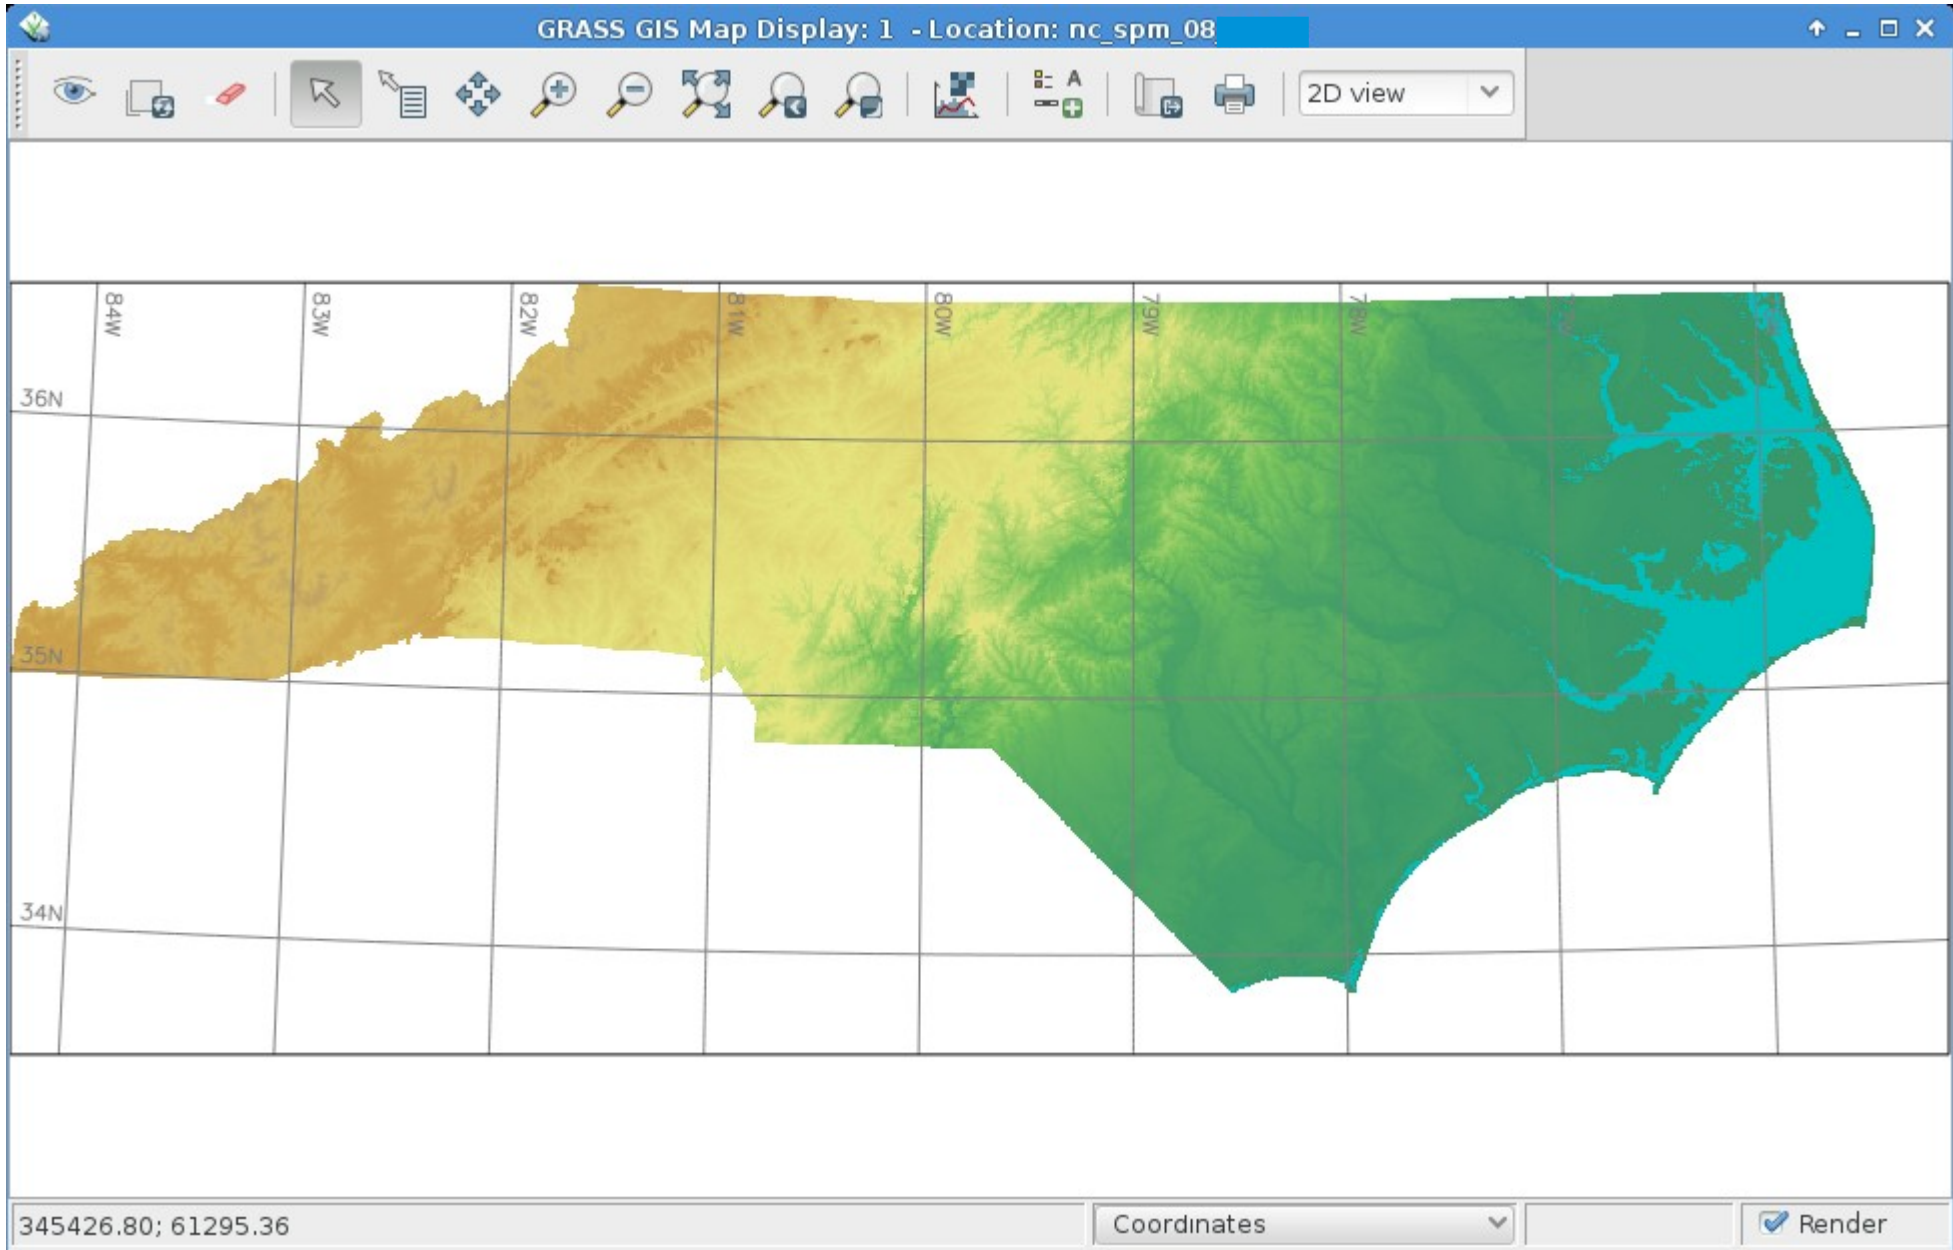 GRASS GIS Map Display: 1 - Location: nc_spm_08
A
2D view
84W
83W
82W
81W
80W
79W
78W
36N
35N
34N
345426.80; 61295.36
Coordinates
Render